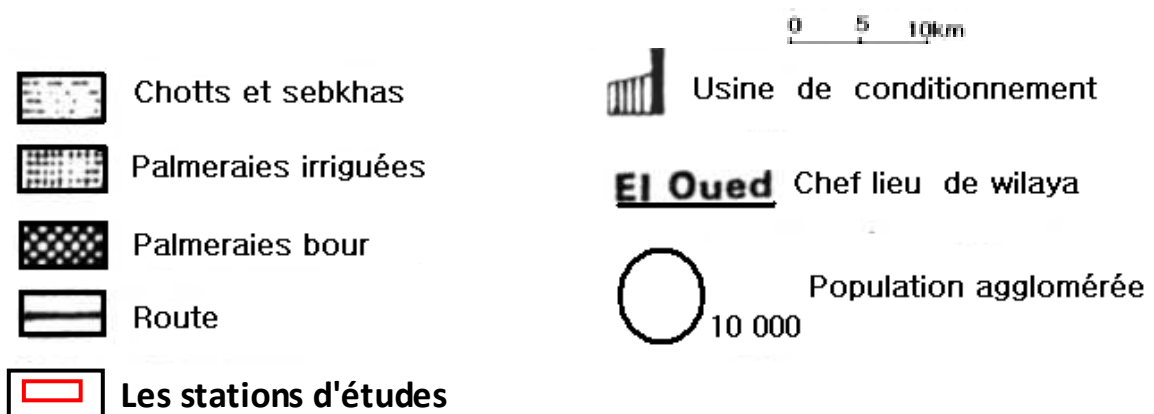 0 5 10km
Chotts et sebkhas
Usine de conditionnement
Palmeraies irriguées
El Oued Chef lieu de wilaya
Palmeraies bour
Population agglomérée
10 000
Route
Les stations d'études